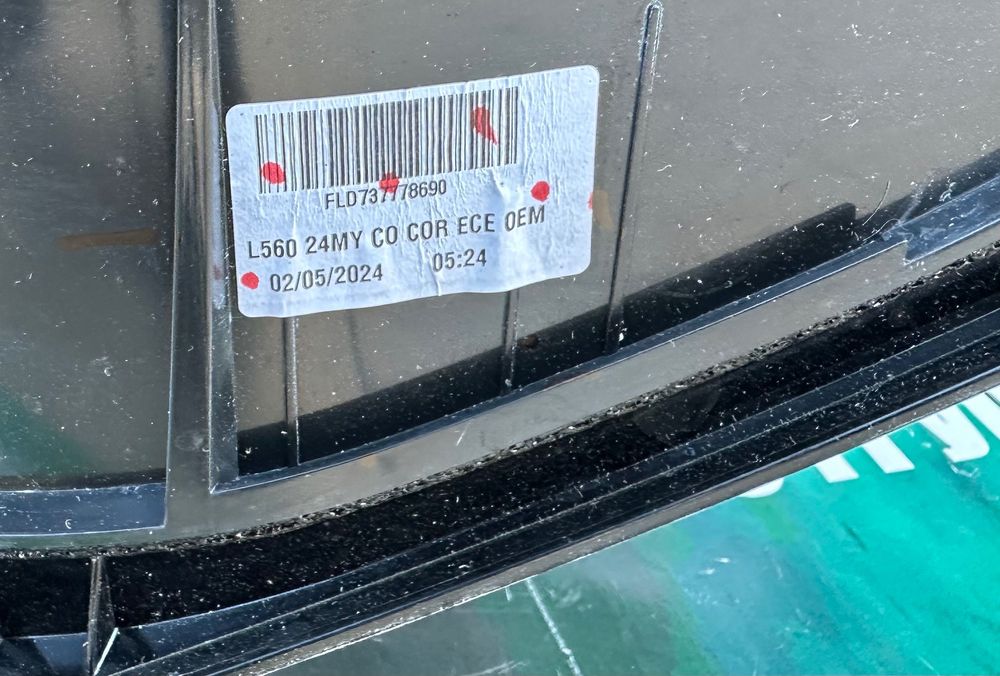 FLD737778690
L560 24MY CO COR ECE OEM
02/05/2024 05:24